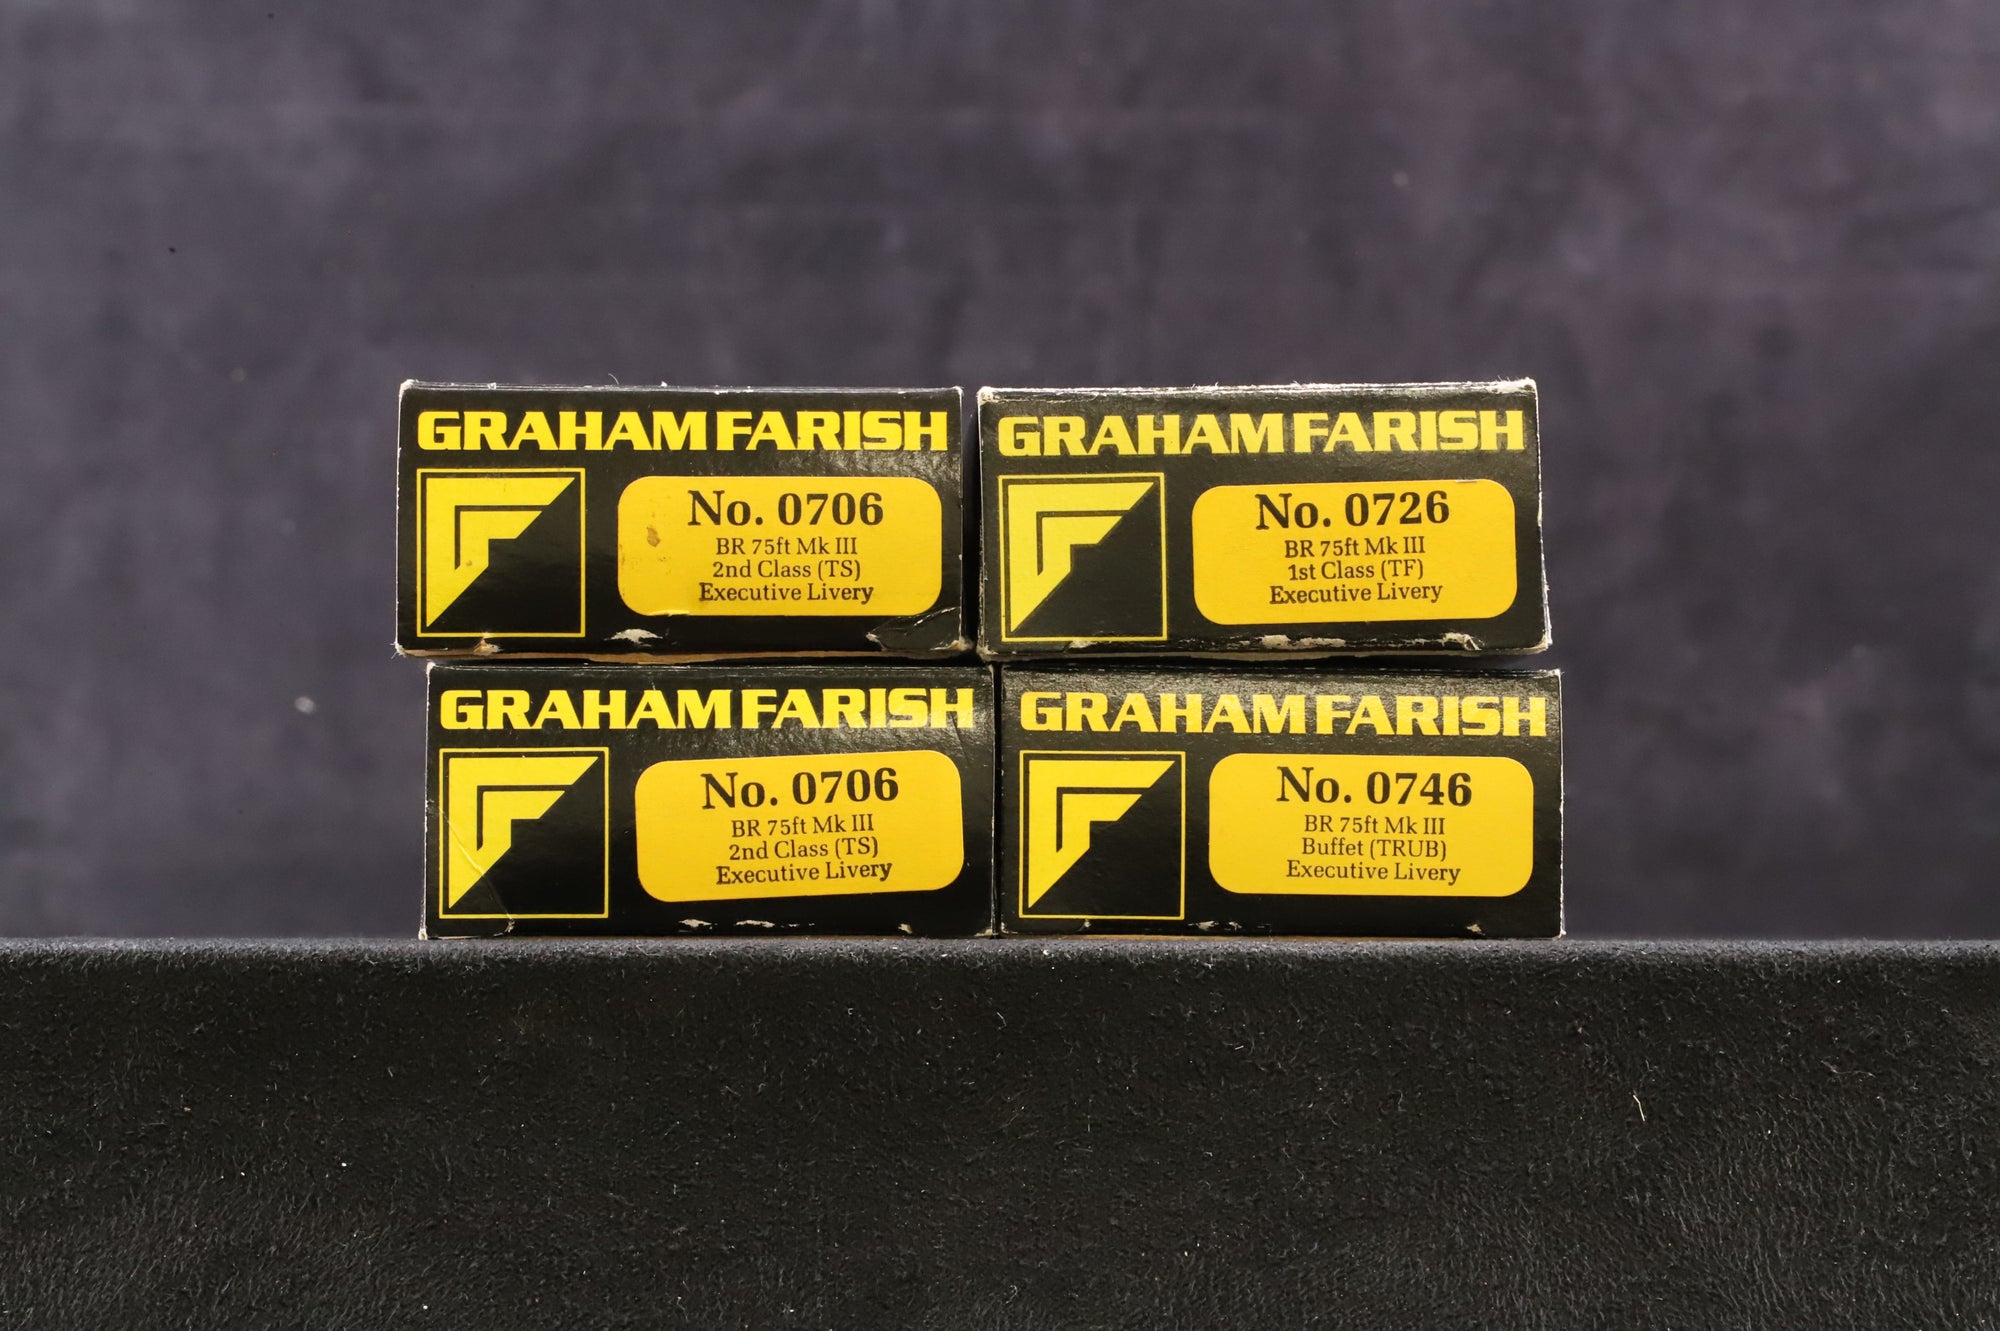 GRAHAM FARISH
No. 0706
BR 75ft Mk III
2nd Class (TS)
Executive Livery
GRAHAM FARISH
No. 0726
BR 75ft Mk III
1st Class (TF)
Executive Livery
GRAHAM FARISH
No. 0706
BR 75ft Mk III
2nd Class (TS)
Executive Livery
GRAHAM FARISH
No. 0746
BR 75ft Mk III
Buffet (TRUB)
Executive Livery